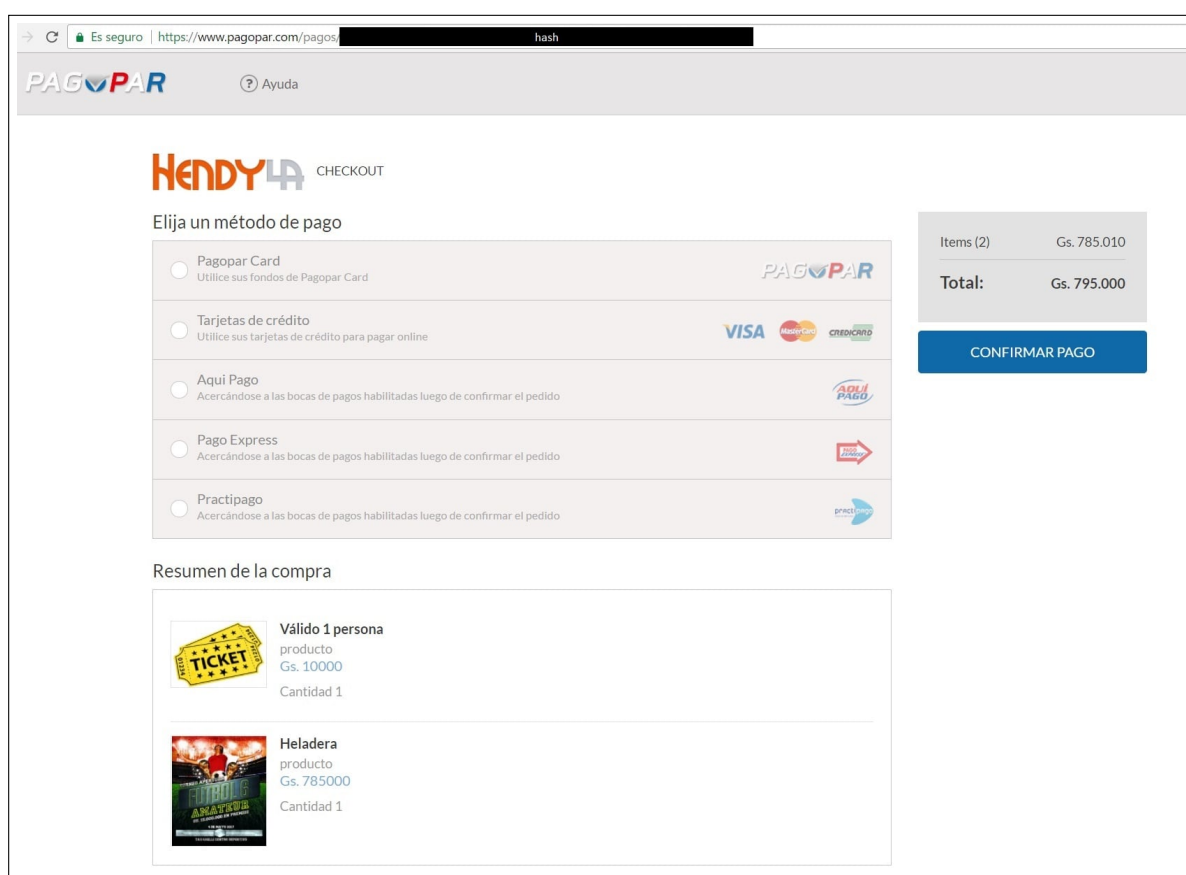 Es seguro | https://www.pagopar.com/pagos/ hash
PAGOPAR
? Ayuda
HENDYLA CHECKOUT
Elija un método de pago
Pagopar Card
Utilice sus fondos de Pagopar Card
PAGOPAR
Tarjetas de crédito
Utilice sus tarjetas de crédito para pagar online
VISA MasterCard CREDICARD
Aqui Pago
Acercándose a las bocas de pagos habilitadas luego de confirmar el pedido
AQUÍ PAGO
Pago Express
Acercándose a las bocas de pagos habilitadas luego de confirmar el pedido
PAGO EXPRESS
Practipago
Acercándose a las bocas de pagos habilitadas luego de confirmar el pedido
practipago
Items (2) Gs. 785.010
Total: Gs. 795.000
CONFIRMAR PAGO
Resumen de la compra
TICKET
Válido 1 persona
producto
Gs. 10000
Cantidad 1
FUTBOL 6
AMATEUR
Heladera
producto
Gs. 785000
Cantidad 1